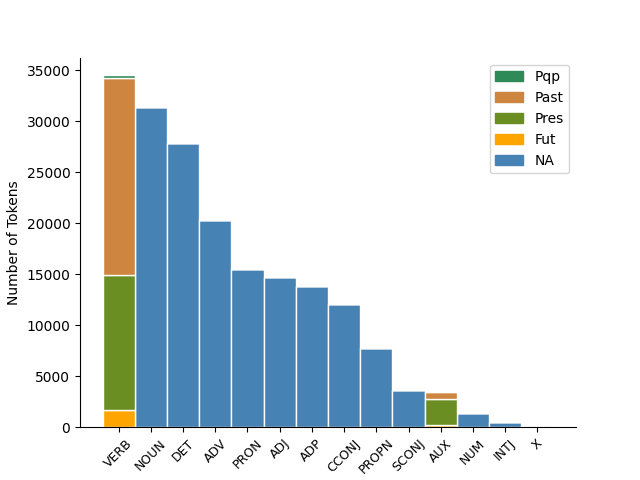 35000
30000
25000
20000
15000
10000
5000
0
Number of Tokens
Pqp
Past
Pres
Fut
NA
VERB
NOUN
DET
ADV
PRON
ADJ
ADP
CCONJ
PROPN
SCONJ
AUX
NUM
INTJ
X